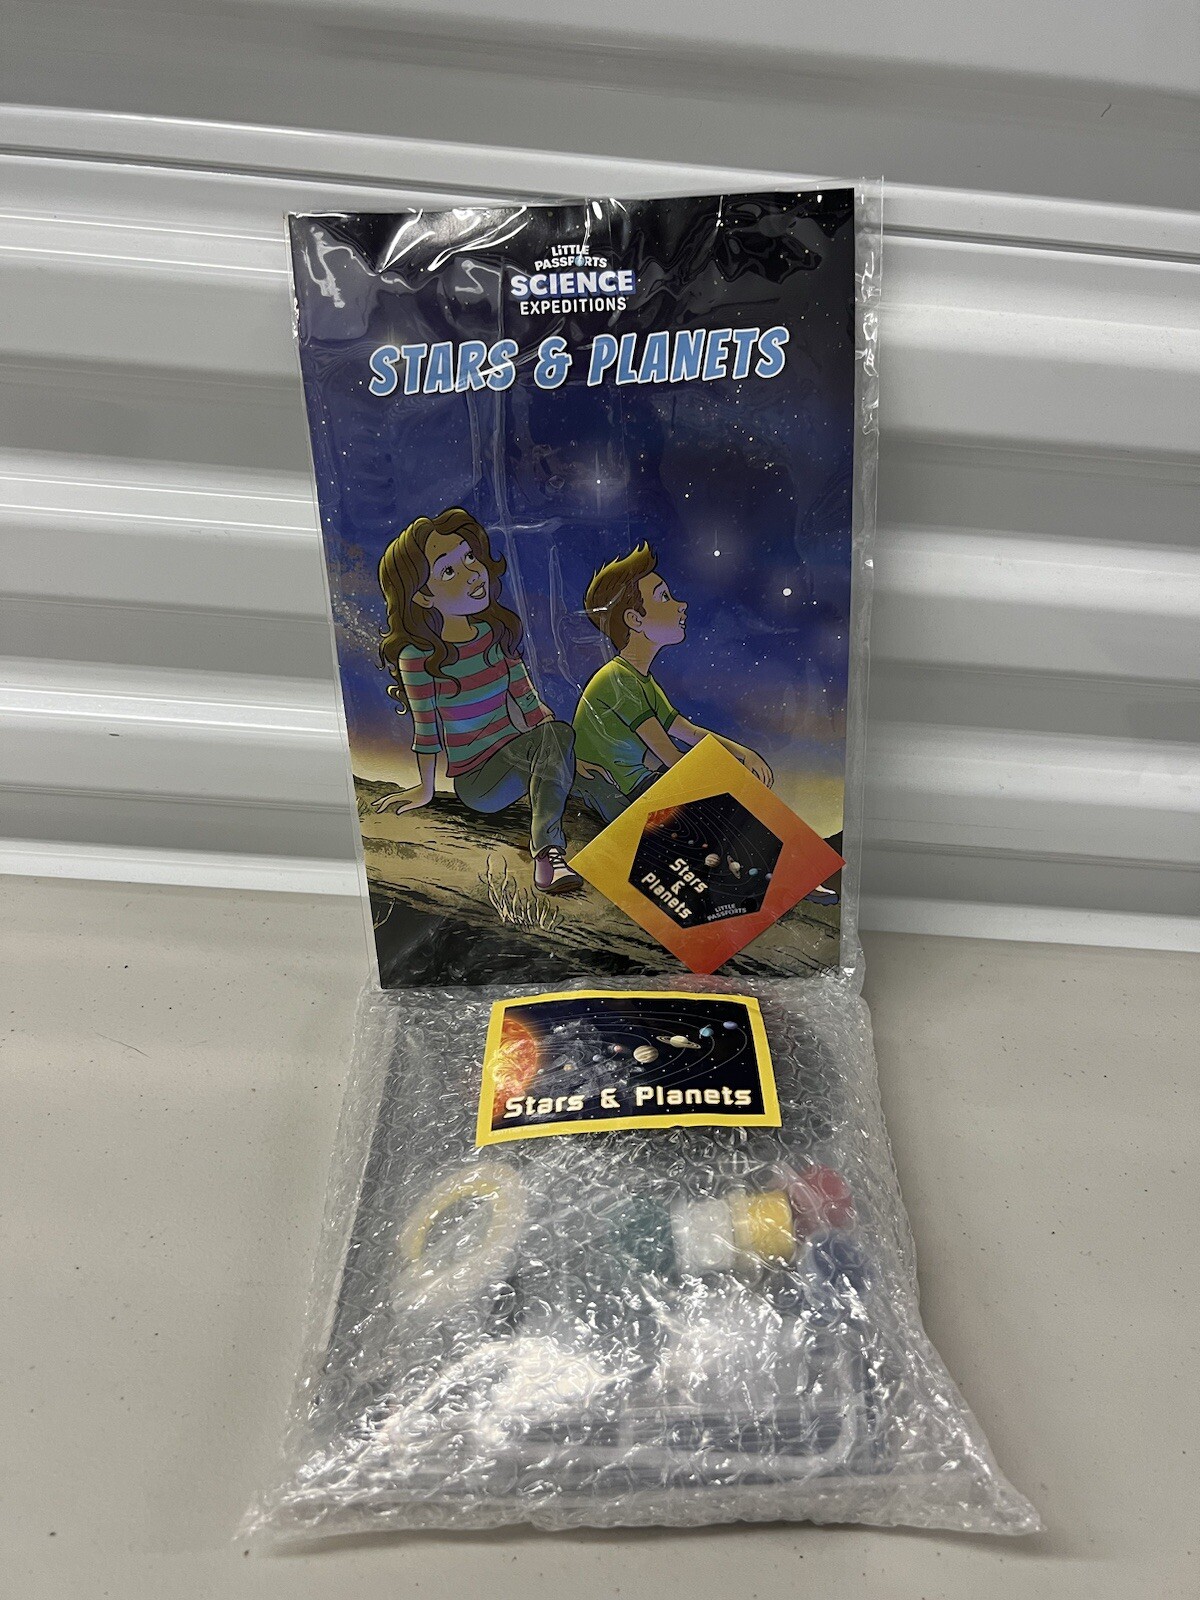 LITTLE
PASSPORTS
SCIENCE
EXPEDITIONS
STARS & PLANETS
Stars
&
Planets
LITTLE
PASSPORTS
Stars & Planets